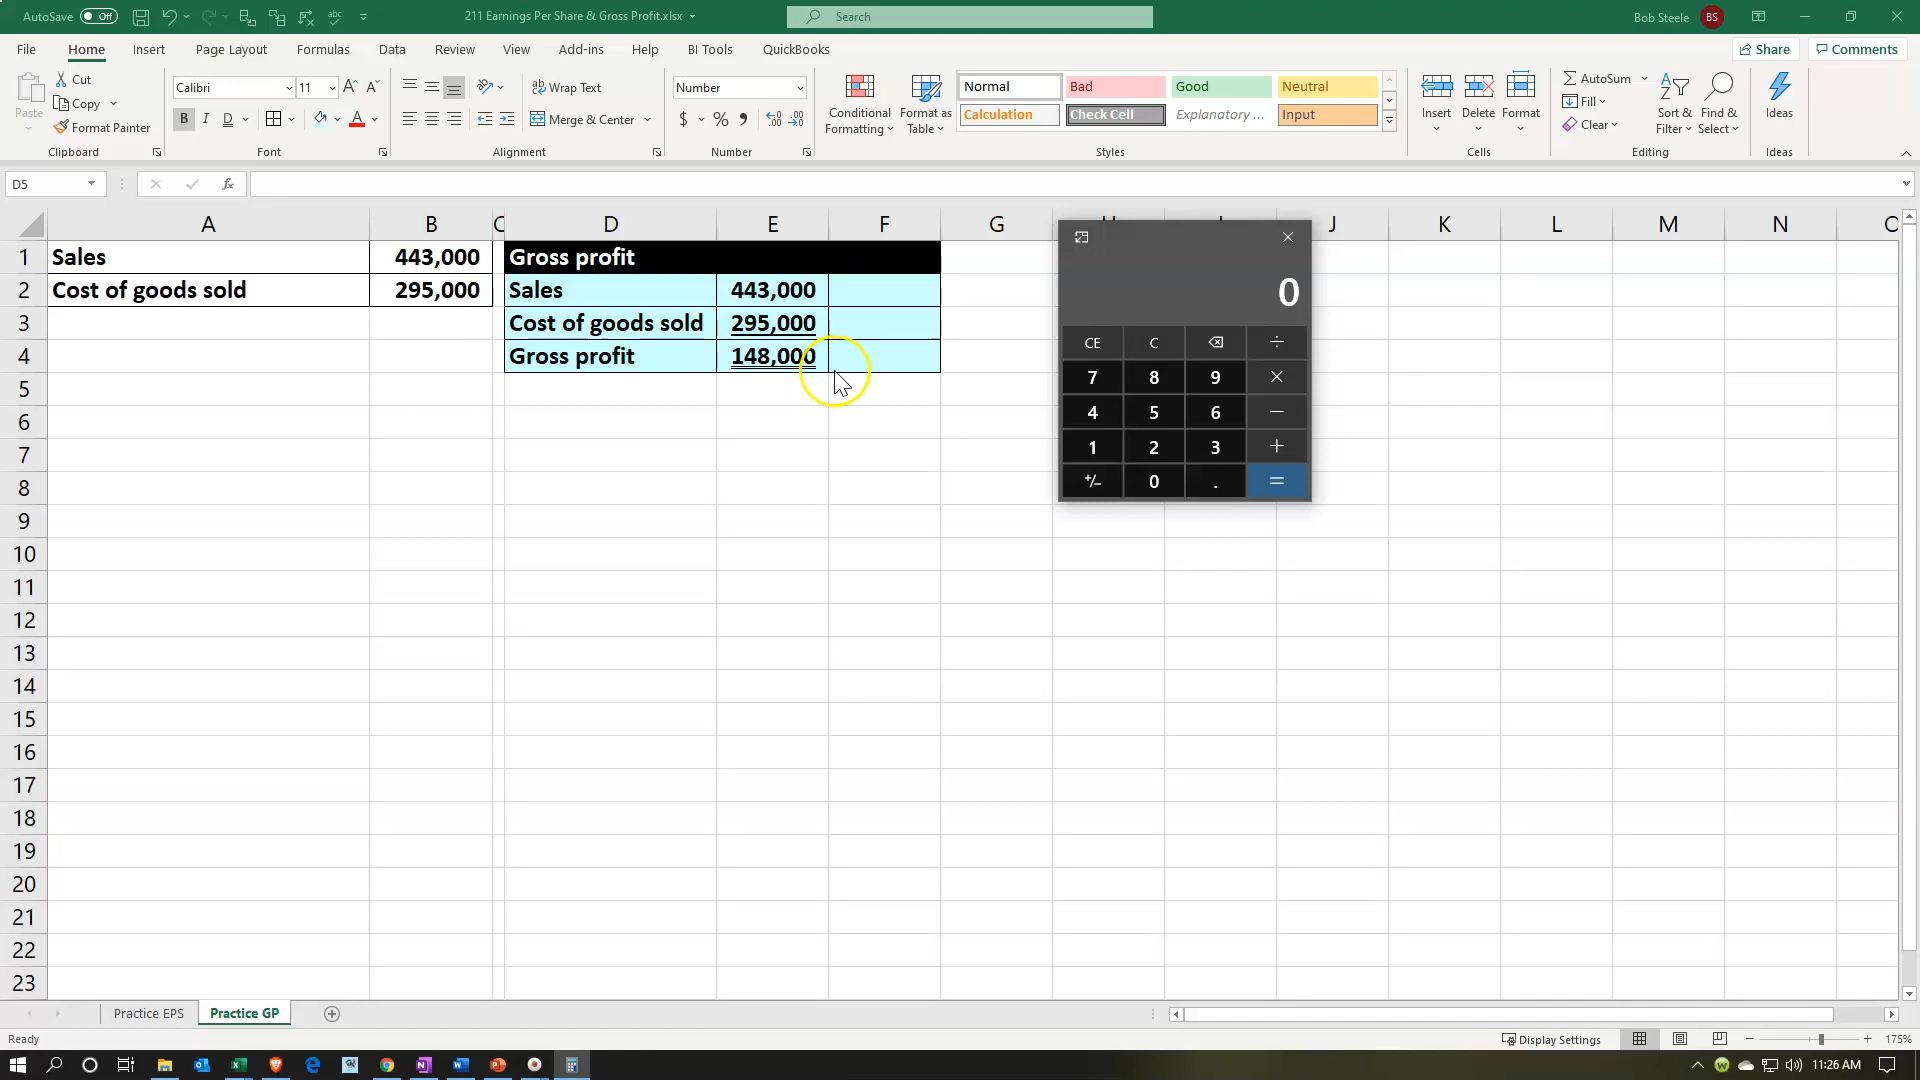 AutoSave Off
211 Earnings Per Share & Gross Profit.xlsx
Search
Bob Steele BS
File Home Insert Page Layout Formulas Data Review View Add-ins Help BI Tools QuickBooks Share Comments
Paste
Cut
Copy
Format Painter
Calibri 11
B I D
A A
Wrap Text
Merge & Center
Number
$ % 9
Conditional Formatting
Format as Table
Normal Bad Good Neutral
Calculation Check Cell Explanatory ... Input
Insert Delete Format
AutoSum
Fill
Clear
Sort & Filter
Find & Select
Ideas
Clipboard Font Alignment Number Styles Cells Editing Ideas
D5 fx
A B C D E F G J K L M N
1 Sales 443,000 Gross profit
2 Cost of goods sold 295,000 Sales 443,000
3 Cost of goods sold 295,000
4 Gross profit 148,000
5
6
7
8
9
10
11
12
13
14
15
16
17
18
19
20
21
22
23
0
CE C ÷
7 8 9 ×
4 5 6 −
1 2 3 +
+/− 0 . =
Practice EPS Practice GP
Ready Display Settings 175%
11:26 AM